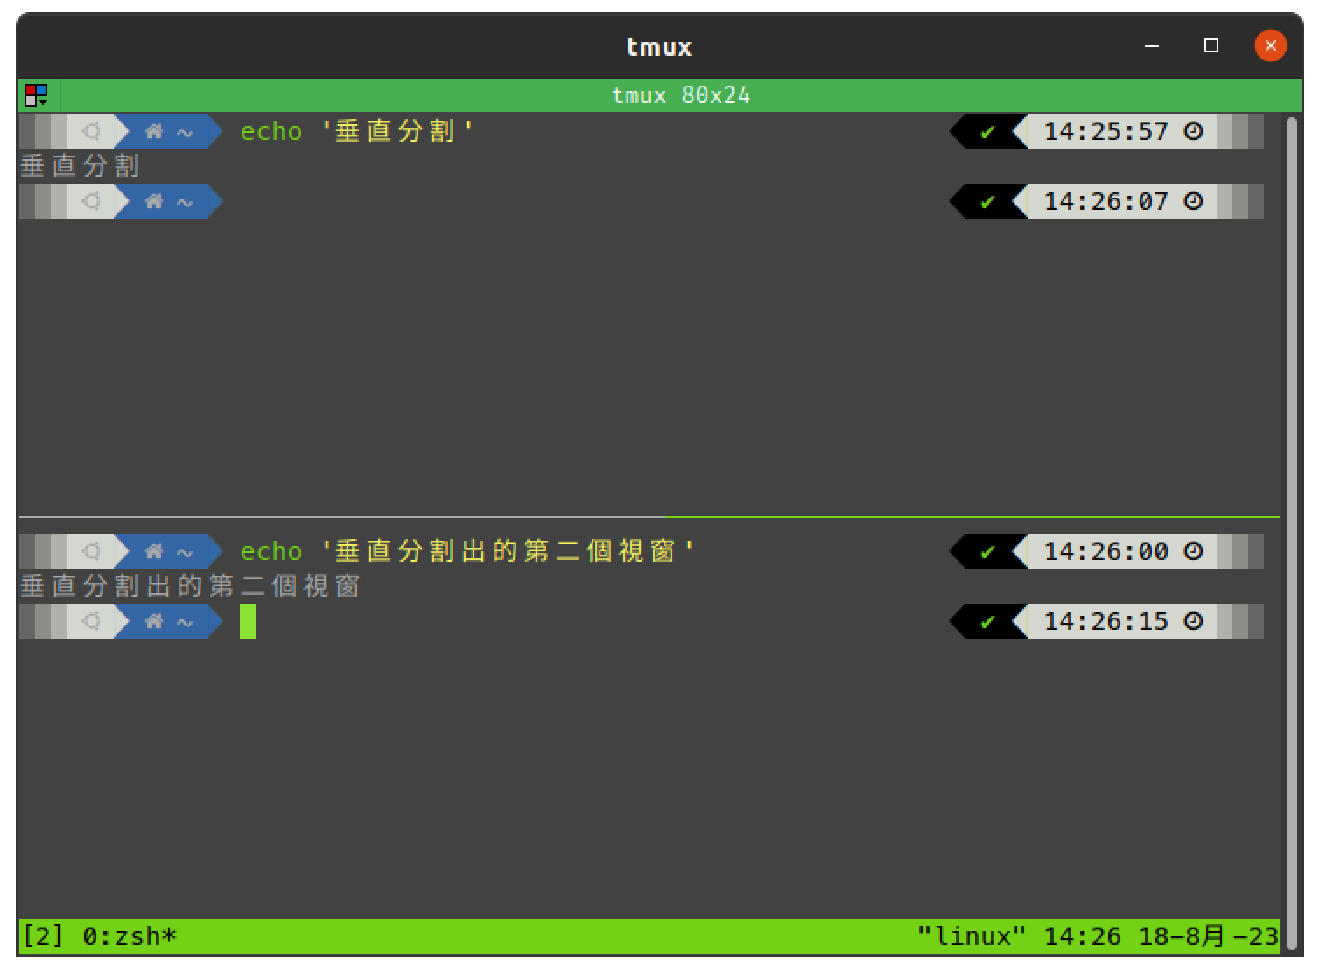 tmux
tmux 80x24
~ echo '垂直分割' ✔ 14:25:57
垂直分割
~ ✔ 14:26:07
~ echo '垂直分割出的第二個視窗' ✔ 14:26:00
垂直分割出的第二個視窗
~ ✔ 14:26:15
[2] 0:zsh* "linux" 14:26 18-8月-23